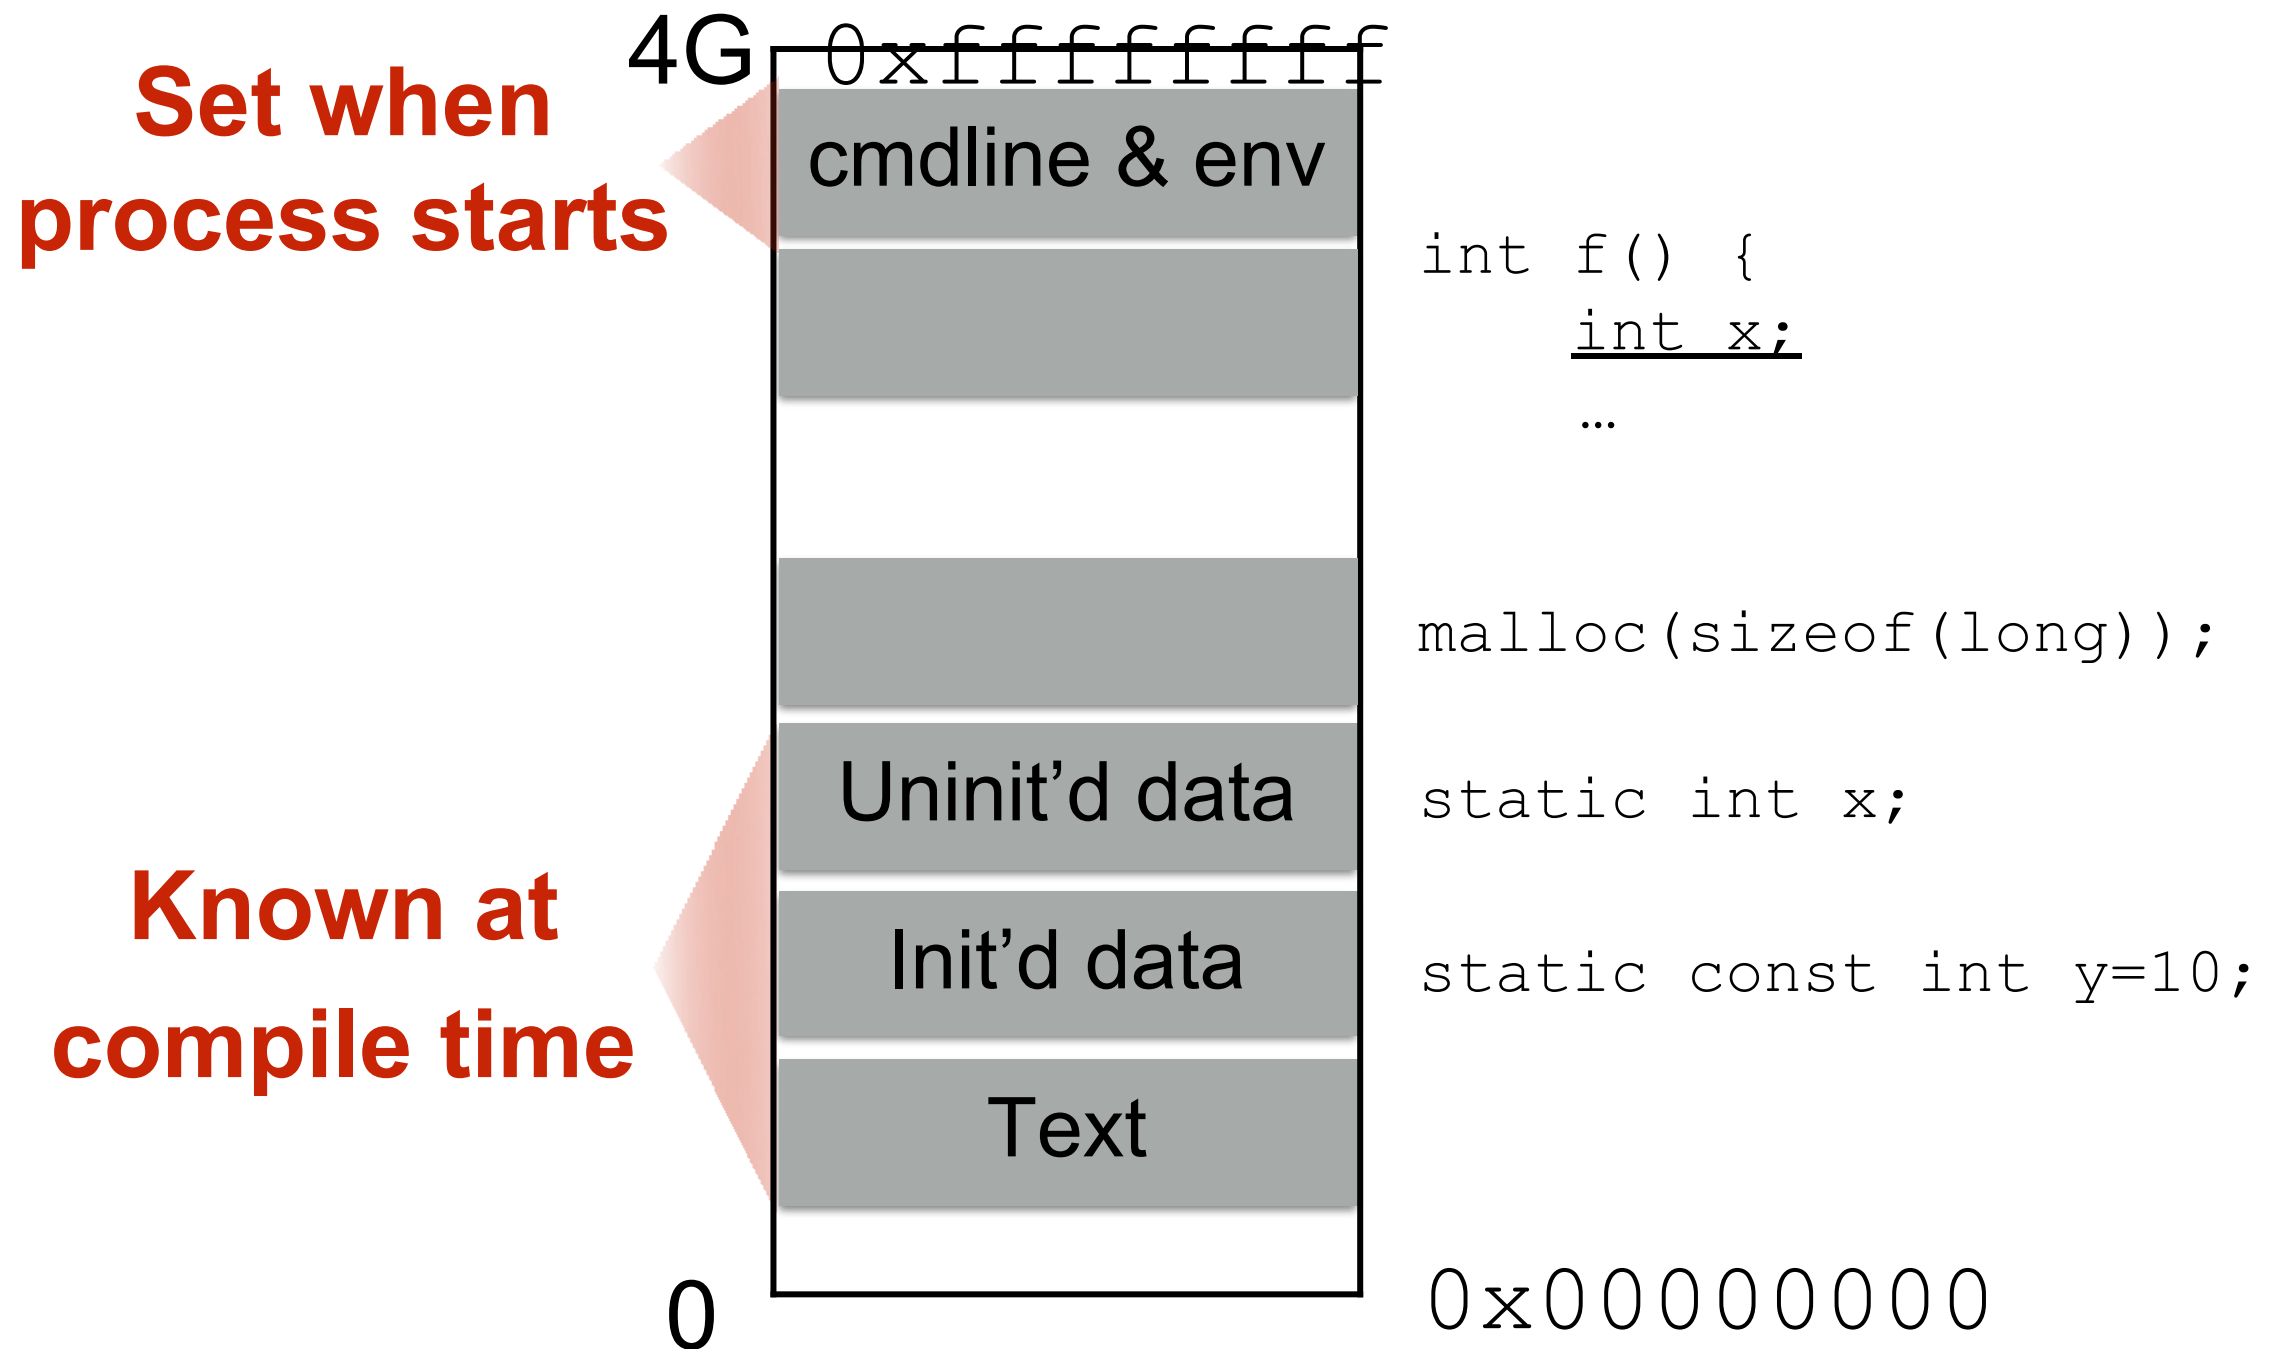 4G
0xffffffff
Set when
process starts
cmdline & env
int f() {
int x;
…
malloc(sizeof(long));
Uninit’d data
static int x;
Known at
compile time
Init’d data
static const int y=10;
Text
0
0x00000000